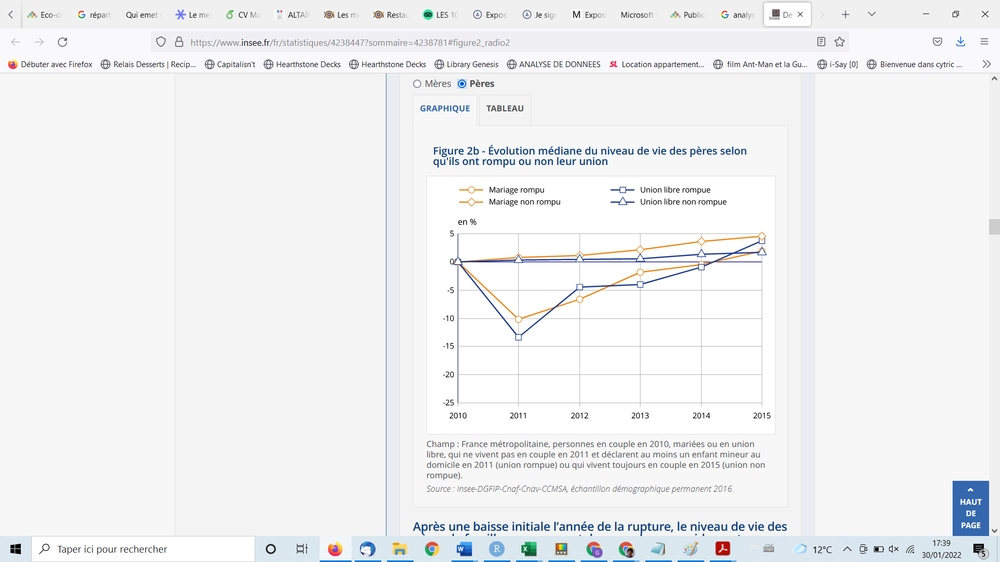 Eco-ci
répart
Qui emet
Le me
CV Ma
ALTAÏR
Les me
Restau
LES 10
Expos
Je sign
M Exposi
Microsoft
Public
analys
Insee De
https://www.insee.fr/fr/statistiques/4238447?sommaire=4238781#figure2_radio2
Débuter avec Firefox
Relais Desserts | Recip...
Capitalisn't
Hearthstone Decks
Hearthstone Decks
Library Genesis
ANALYSE DE DONNEES
SL Location appartement...
film Ant-Man et la Gu...
i-Say [0]
Bienvenue dans cytric ...
Mères Pères
GRAPHIQUE TABLEAU
Figure 2b - Évolution médiane du niveau de vie des pères selon
qu'ils ont rompu ou non leur union
Mariage rompu Union libre rompue
Mariage non rompu Union libre non rompue
en %
5
0
-5
-10
-15
-20
-25
2010 2011 2012 2013 2014 2015
Champ : France métropolitaine, personnes en couple en 2010, mariées ou en union
libre, qui ne vivent pas en couple en 2011 et déclarent au moins un enfant mineur au
domicile en 2011 (union rompue) ou qui vivent toujours en couple en 2015 (union non
rompue).
Source : Insee-DGFiP-Cnaf-Cnav-CCMSA, échantillon démographique permanent 2016.
Après une baisse initiale l’année de la rupture, le niveau de vie des
HAUT
DE
PAGE
Taper ici pour rechercher
12°C
17:39
30/01/2022
5